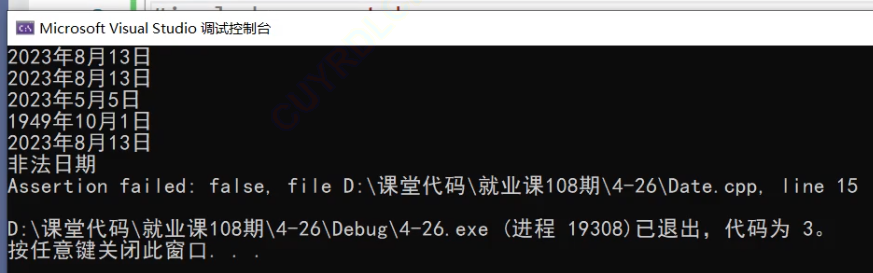 Microsoft Visual Studio 调试控制台
2023年8月13日
2023年8月13日
2023年5月5日
1949年10月1日
2023年8月13日
非法日期
Assertion failed: false, file D:\课堂代码\就业课108期\4-26\Date.cpp, line 15
D:\课堂代码\就业课108期\4-26\Debug\4-26.exe (进程 19308)已退出，代码为 3。
按任意键关闭此窗口. . .